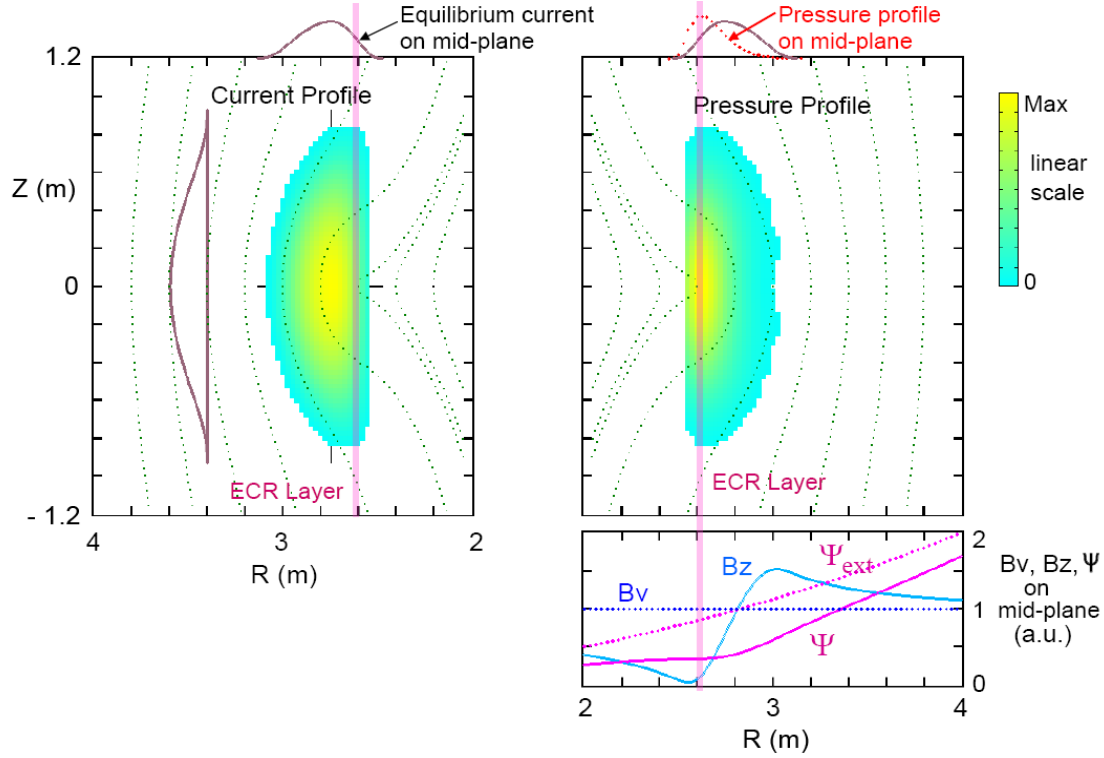 Equilibrium current
on mid-plane
Pressure profile
on mid-plane
1.2
Current Profile
Pressure Profile
Max
linear
scale
0
Z (m)
0
ECR Layer
ECR Layer
- 1.2
4
3
2
R (m)
Bv
Bz
Ψext
Ψ
2
1
0
Bv, Bz, Ψ
on
mid-plane
(a.u.)
2
3
4
R (m)